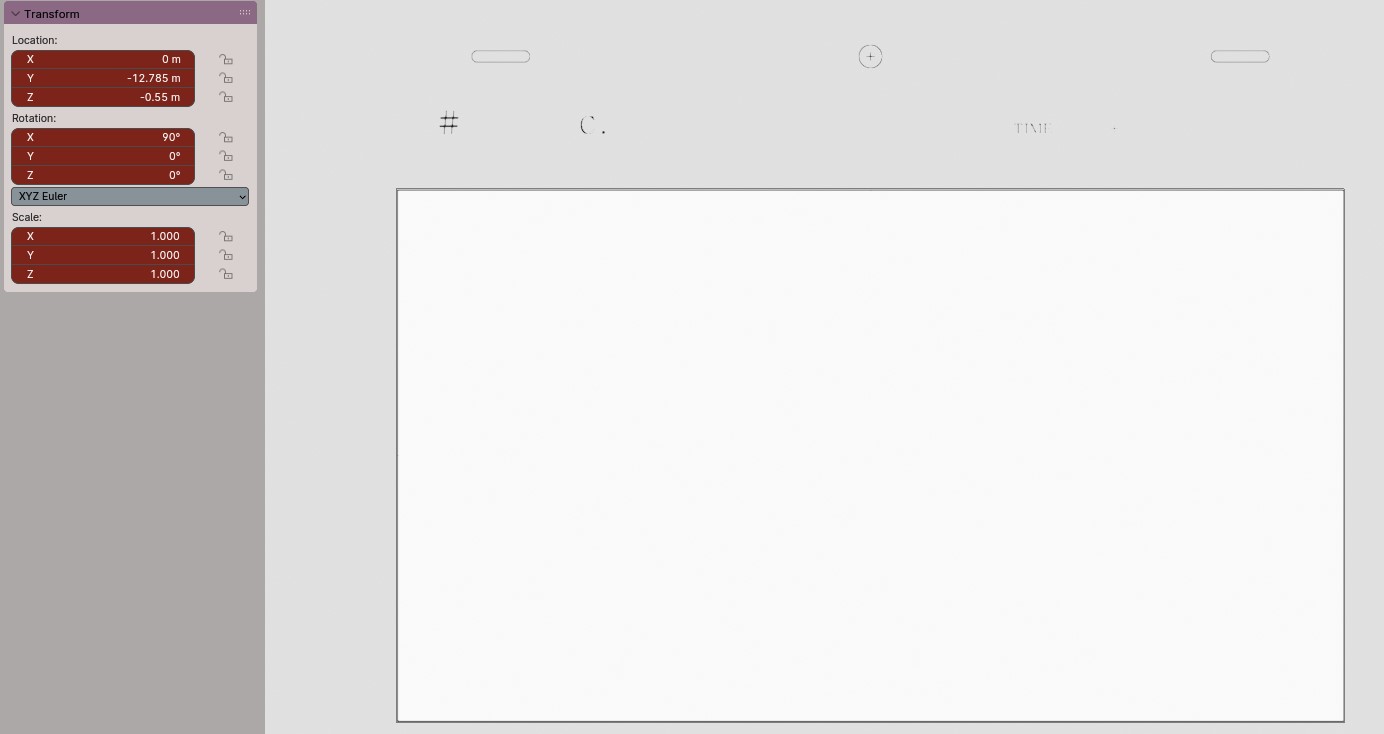 Transform
Location:
X 0 m
Y -12.785 m
Z -0.55 m
Rotation:
X 90°
Y 0°
Z 0°
XYZ Euler
Scale:
X 1.000
Y 1.000
Z 1.000
# C. TIME